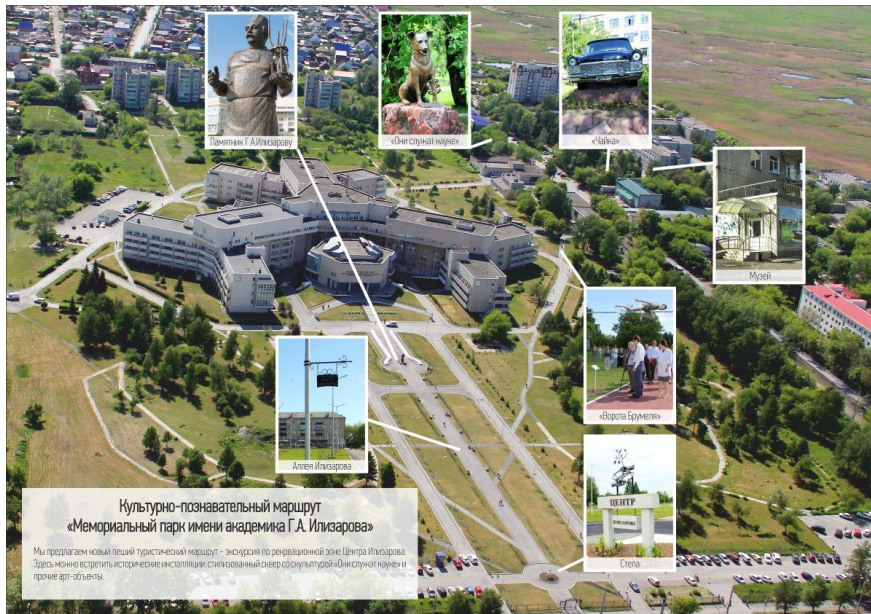 Памятник Г.А.Илизарову
«Они служат науке»
«Чайка»
Музей
«Ворота Брумеля»
Аллея Илизарова
ЦЕНТР
ИЛИЗАРОВА
Стела
Культурно-познавательный маршрут
«Мемориальный парк имени академика Г.А. Илизарова»
Мы предлагаем новый пеший туристический маршрут - экскурсия по рекреационной зоне Центра Илизарова.
Здесь можно встретить исторические инсталляции, стилизованный сквер со скульптурой «Они служат науке» и
прочие арт-объекты.